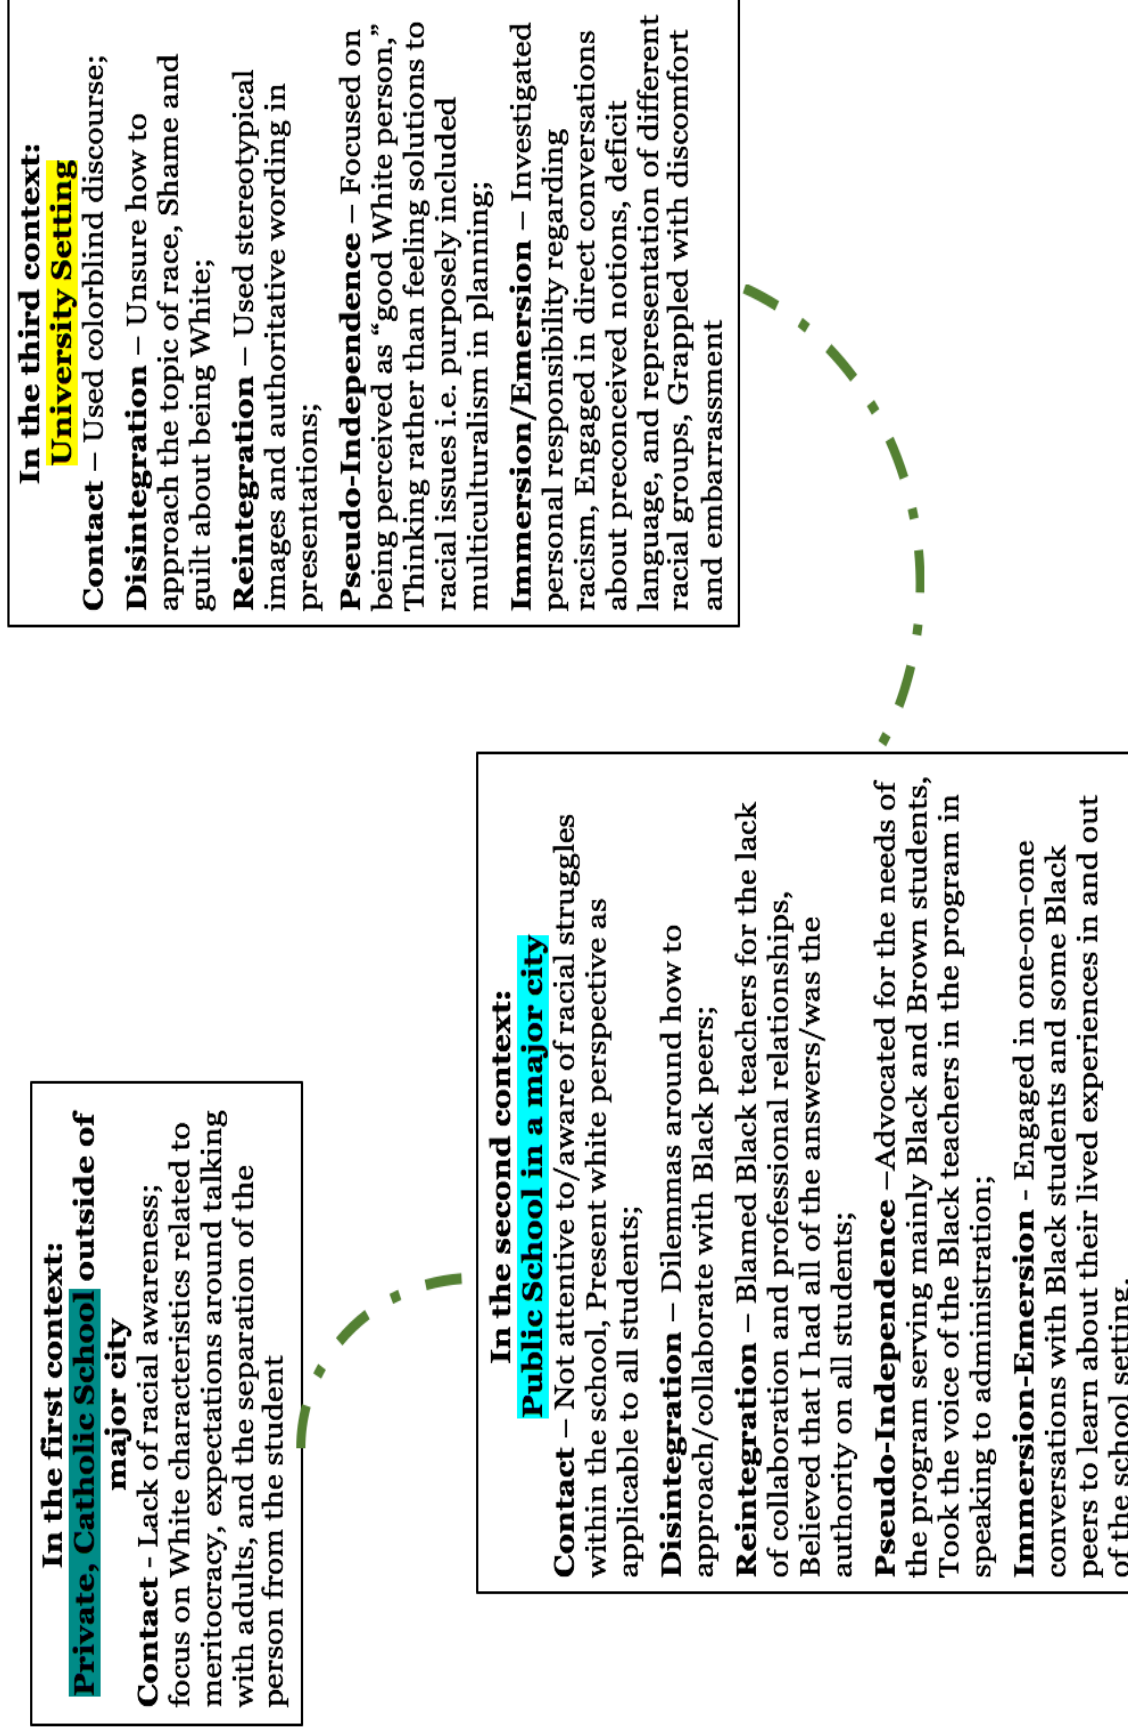 In the first context:
Private, Catholic School outside of
major city
Contact - Lack of racial awareness;
focus on White characteristics related to
meritocracy, expectations around talking
with adults, and the separation of the
person from the student
In the second context:
Public School in a major city
Contact – Not attentive to/aware of racial struggles
within the school, Present white perspective as
applicable to all students;
Disintegration – Dilemmas around how to
approach/collaborate with Black peers;
Reintegration – Blamed Black teachers for the lack
of collaboration and professional relationships,
Believed that I had all of the answers/was the
authority on all students;
Pseudo-Independence –Advocated for the needs of
the program serving mainly Black and Brown students,
Took the voice of the Black teachers in the program in
speaking to administration;
Immersion-Emersion - Engaged in one-on-one
conversations with Black students and some Black
peers to learn about their lived experiences in and out
of the school setting.
In the third context:
University Setting
Contact – Used colorblind discourse;
Disintegration – Unsure how to
approach the topic of race, Shame and
guilt about being White;
Reintegration – Used stereotypical
images and authoritative wording in
presentations;
Pseudo-Independence – Focused on
being perceived as “good White person,”
Thinking rather than feeling solutions to
racial issues i.e. purposely included
multiculturalism in planning;
Immersion/Emersion – Investigated
personal responsibility regarding
racism, Engaged in direct conversations
about preconceived notions, deficit
language, and representation of different
racial groups, Grappled with discomfort
and embarrassment